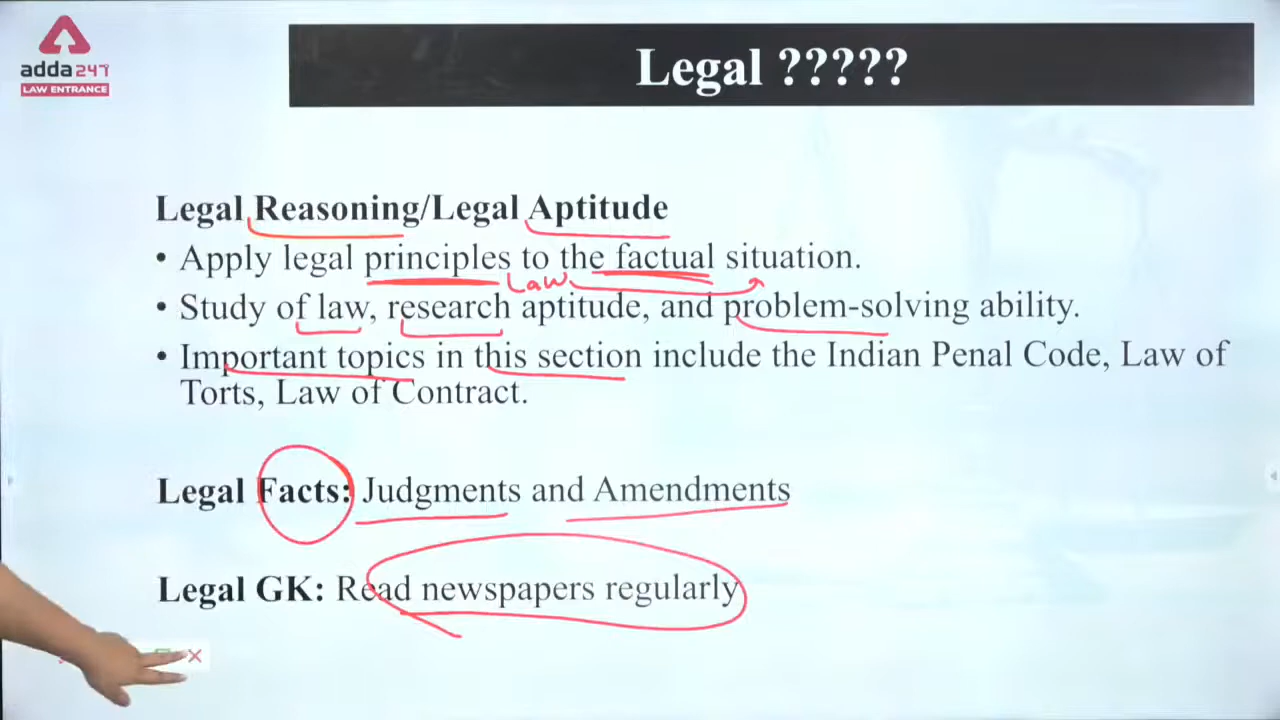 adda247
LAW ENTRANCE
Legal ?????
Legal Reasoning/Legal Aptitude
• Apply legal principles to the factual situation.
Law
• Study of law, research aptitude, and problem-solving ability.
• Important topics in this section include the Indian Penal Code, Law of
Torts, Law of Contract.
Legal Facts: Judgments and Amendments
Legal GK: Read newspapers regularly